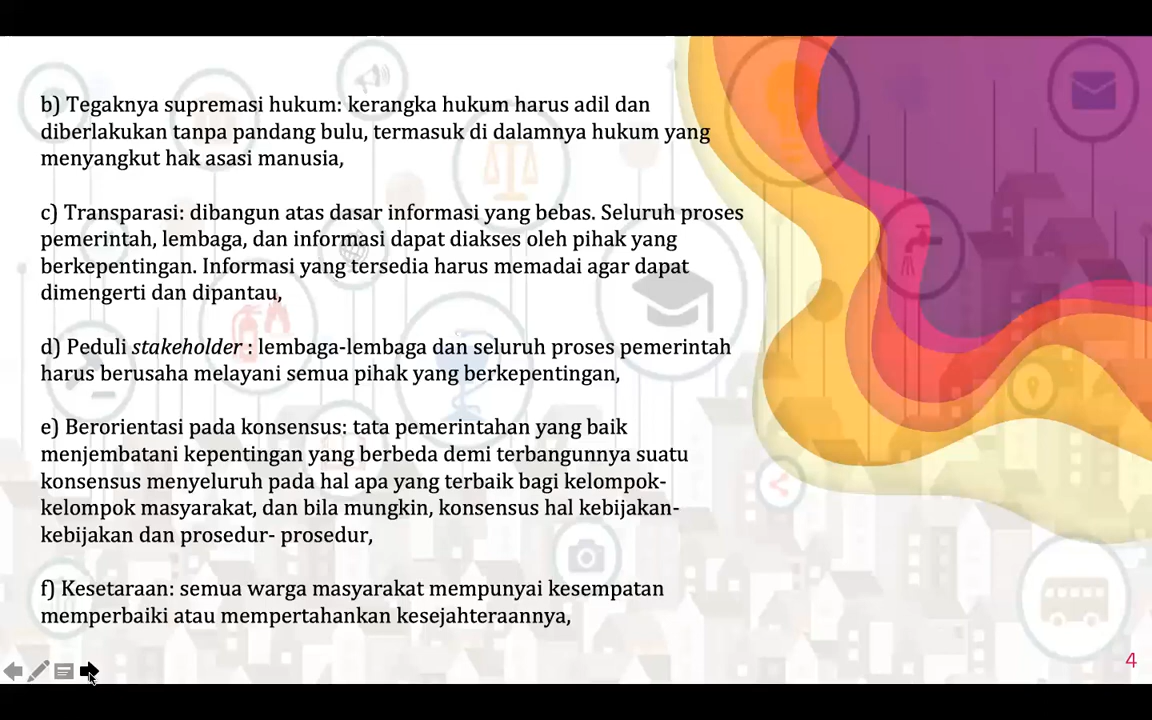 b) Tegaknya supremasi hukum: kerangka hukum harus adil dan
diberlakukan tanpa pandang bulu, termasuk di dalamnya hukum yang
menyangkut hak asasi manusia,
c) Transparasi: dibangun atas dasar informasi yang bebas. Seluruh proses
pemerintah, lembaga, dan informasi dapat diakses oleh pihak yang
berkepentingan. Informasi yang tersedia harus memadai agar dapat
dimengerti dan dipantau,
d) Peduli stakeholder : lembaga-lembaga dan seluruh proses pemerintah
harus berusaha melayani semua pihak yang berkepentingan,
e) Berorientasi pada konsensus: tata pemerintahan yang baik
menjembatani kepentingan yang berbeda demi terbangunnya suatu
konsensus menyeluruh pada hal apa yang terbaik bagi kelompok-
kelompok masyarakat, dan bila mungkin, konsensus hal kebijakan-
kebijakan dan prosedur- prosedur,
f) Kesetaraan: semua warga masyarakat mempunyai kesempatan
memperbaiki atau mempertahankan kesejahteraannya,
4